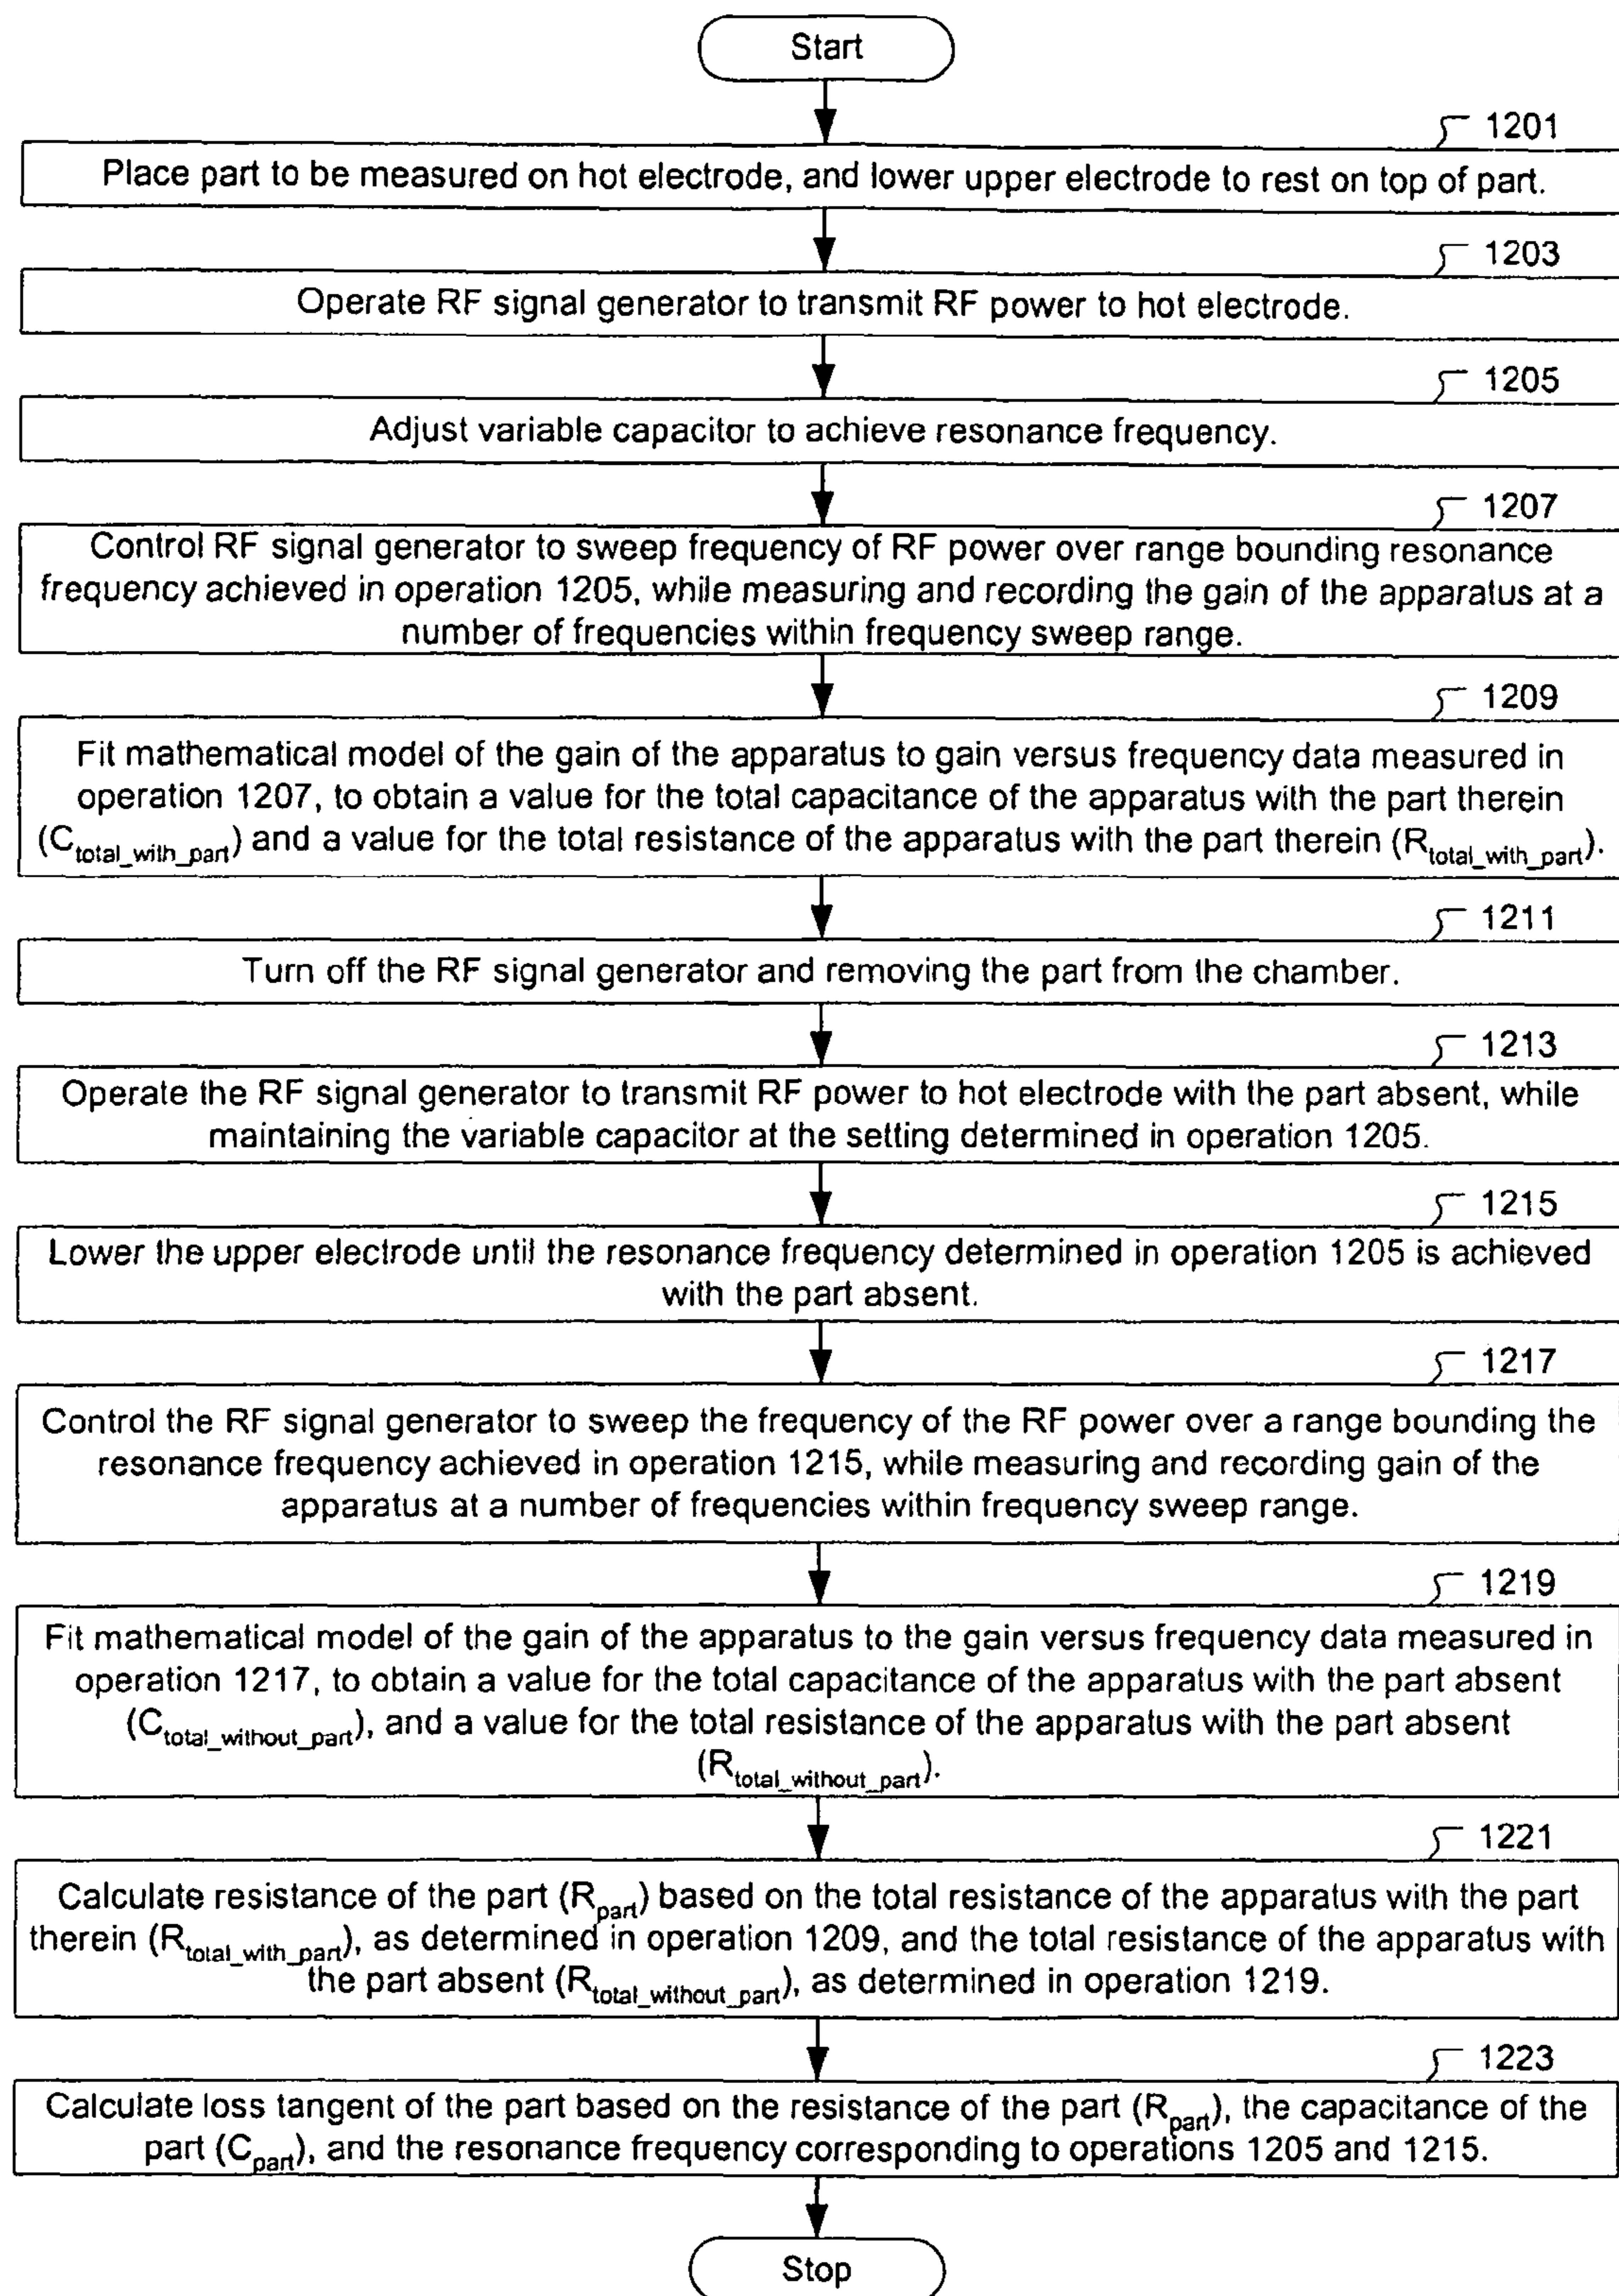 Start
1201
Place part to be measured on hot electrode, and lower upper electrode to rest on top of part.
1203
Operate RF signal generator to transmit RF power to hot electrode.
1205
Adjust variable capacitor to achieve resonance frequency.
1207
Control RF signal generator to sweep frequency of RF power over range bounding resonance
frequency achieved in operation 1205, while measuring and recording the gain of the apparatus at a
number of frequencies within frequency sweep range.
1209
Fit mathematical model of the gain of the apparatus to gain versus frequency data measured in
operation 1207, to obtain a value for the total capacitance of the apparatus with the part therein
(C_total_with_part) and a value for the total resistance of the apparatus with the part therein (R_total_with_part).
1211
Turn off the RF signal generator and removing the part from the chamber.
1213
Operate the RF signal generator to transmit RF power to hot electrode with the part absent, while
maintaining the variable capacitor at the setting determined in operation 1205.
1215
Lower the upper electrode until the resonance frequency determined in operation 1205 is achieved
with the part absent.
1217
Control the RF signal generator to sweep the frequency of the RF power over a range bounding the
resonance frequency achieved in operation 1215, while measuring and recording gain of the
apparatus at a number of frequencies within frequency sweep range.
1219
Fit mathematical model of the gain of the apparatus to the gain versus frequency data measured in
operation 1217, to obtain a value for the total capacitance of the apparatus with the part absent
(C_total_without_part), and a value for the total resistance of the apparatus with the part absent
(R_total_without_part).
1221
Calculate resistance of the part (R_part) based on the total resistance of the apparatus with the part
therein (R_total_with_part), as determined in operation 1209, and the total resistance of the apparatus with
the part absent (R_total_without_part), as determined in operation 1219.
1223
Calculate loss tangent of the part based on the resistance of the part (R_part), the capacitance of the
part (C_part), and the resonance frequency corresponding to operations 1205 and 1215.
Stop